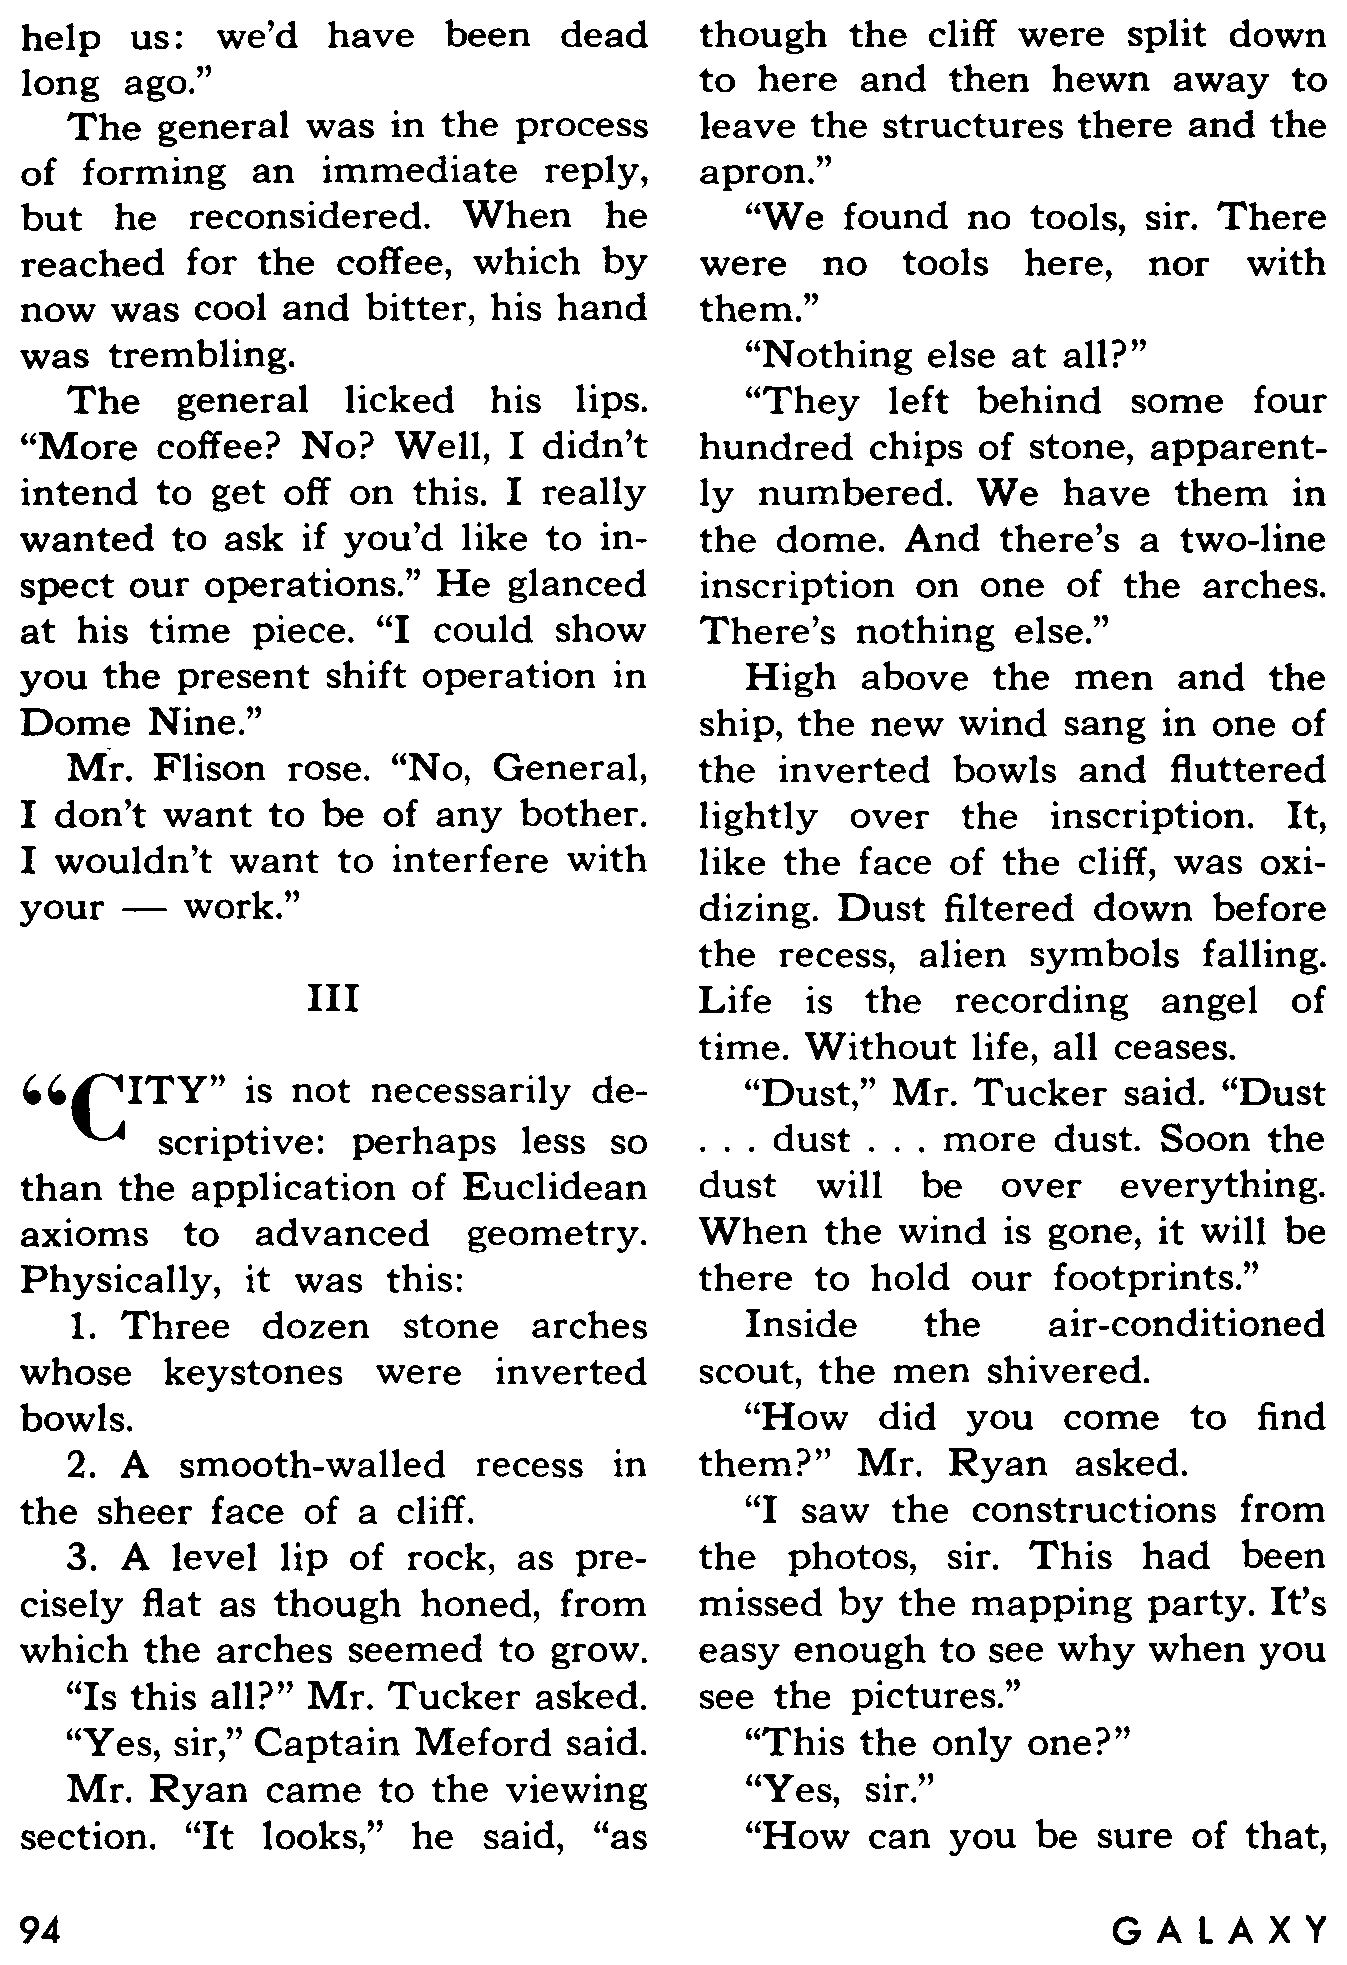 help us: we’d have been dead
long ago.”
The general was in the process
of forming an immediate reply,
but he reconsidered. When he
reached for the coffee, which by
now was cool and bitter, his hand
was trembling.
The general licked his lips.
“More coffee? No? Well, I didn’t
intend to get off on this. I really
wanted to ask if you’d like to in-
spect our operations.” He glanced
at his time piece. “I could show
you the present shift operation in
Dome Nine.”
Mr. Flison rose. “No, General,
I don’t want to be of any bother.
I wouldn’t want to interfere with
your — work.”
III
“CITY” is not necessarily de-
scriptive: perhaps less so
than the application of Euclidean
axioms to advanced geometry.
Physically, it was this:
1. Three dozen stone arches
whose keystones were inverted
bowls.
2. A smooth-walled recess in
the sheer face of a cliff.
3. A level lip of rock, as pre-
cisely flat as though honed, from
which the arches seemed to grow.
“Is this all?” Mr. Tucker asked.
“Yes, sir,” Captain Meford said.
Mr. Ryan came to the viewing
section. “It looks,” he said, “as
though the cliff were split down
to here and then hewn away to
leave the structures there and the
apron.”
“We found no tools, sir. There
were no tools here, nor with
them.”
“Nothing else at all?”
“They left behind some four
hundred chips of stone, apparent-
ly numbered. We have them in
the dome. And there’s a two-line
inscription on one of the arches.
There’s nothing else.”
High above the men and the
ship, the new wind sang in one of
the inverted bowls and fluttered
lightly over the inscription. It,
like the face of the cliff, was oxi-
dizing. Dust filtered down before
the recess, alien symbols falling.
Life is the recording angel of
time. Without life, all ceases.
“Dust,” Mr. Tucker said. “Dust
. . . dust . . . more dust. Soon the
dust will be over everything.
When the wind is gone, it will be
there to hold our footprints.”
Inside the air-conditioned
scout, the men shivered.
“How did you come to find
them?” Mr. Ryan asked.
“I saw the constructions from
the photos, sir. This had been
missed by the mapping party. It’s
easy enough to see why when you
see the pictures.”
“This the only one?”
“Yes, sir.”
“How can you be sure of that,
94
GALAXY